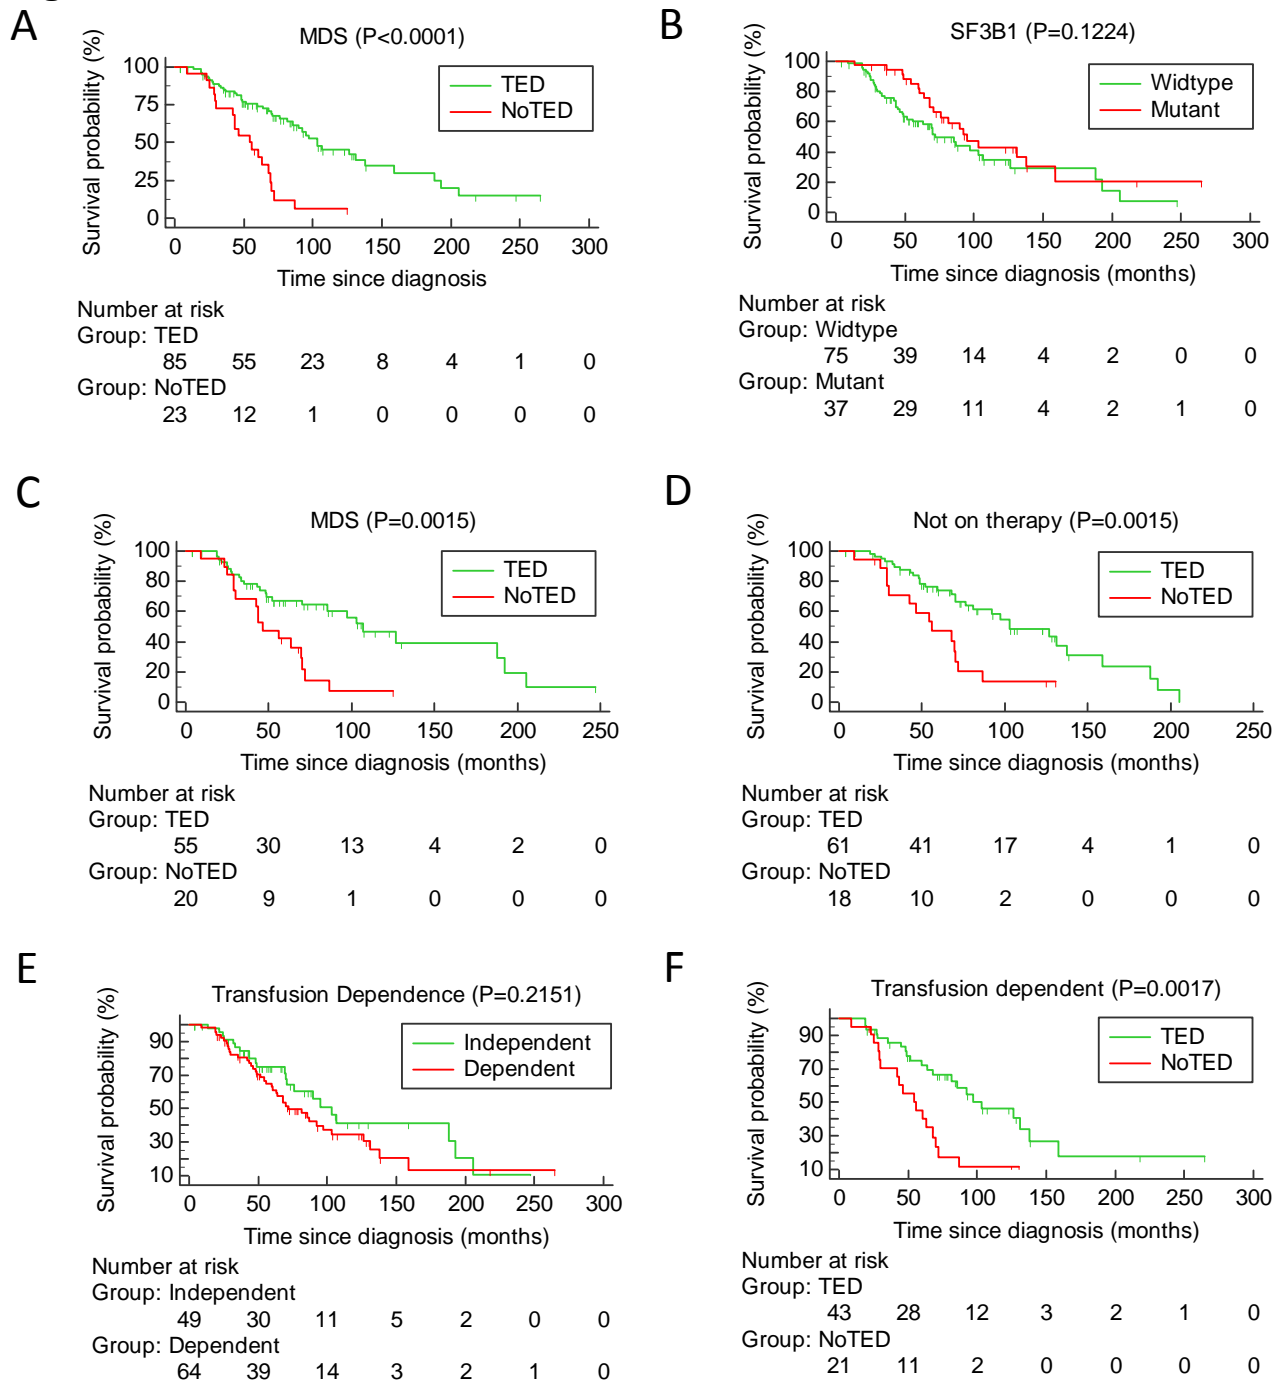 A
MDS (P<0.0001)
Survival probability (%)
100
75
50
25
0
TED
NoTED
0 50 100 150 200 250 300
Time since diagnosis
Number at risk
Group: TED
85 55 23 8 4 1 0
Group: NoTED
23 12 1 0 0 0 0
B
SF3B1 (P=0.1224)
Survival probability (%)
100
80
60
40
20
0
Widtype
Mutant
0 50 100 150 200 250 300
Time since diagnosis (months)
Number at risk
Group: Widtype
75 39 14 4 2 0 0
Group: Mutant
37 29 11 4 2 1 0
C
MDS (P=0.0015)
Survival probability (%)
100
80
60
40
20
0
TED
NoTED
0 50 100 150 200 250
Time since diagnosis (months)
Number at risk
Group: TED
55 30 13 4 2 0
Group: NoTED
20 9 1 0 0 0
D
Not on therapy (P=0.0015)
Survival probability (%)
100
80
60
40
20
0
TED
NoTED
0 50 100 150 200 250
Time since diagnosis (months)
Number at risk
Group: TED
61 41 17 4 1 0
Group: NoTED
18 10 2 0 0 0
E
Transfusion Dependence (P=0.2151)
Survival probability (%)
90
70
50
30
10
Independent
Dependent
0 50 100 150 200 250 300
Time since diagnosis (months)
Number at risk
Group: Independent
49 30 11 5 2 0 0
Group: Dependent
64 39 14 3 2 1 0
F
Transfusion dependent (P=0.0017)
Survival probability (%)
90
70
50
30
10
TED
NoTED
0 50 100 150 200 250 300
Time since diagnosis (months)
Number at risk
Group: TED
43 28 12 3 2 1 0
Group: NoTED
21 11 2 0 0 0 0